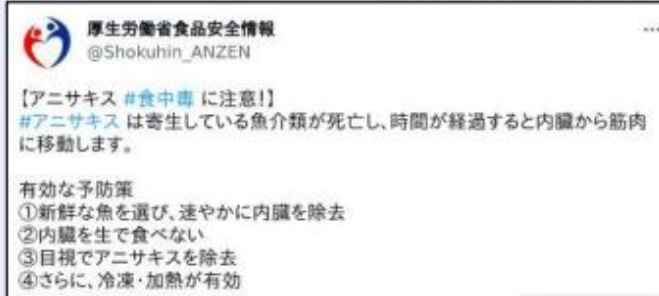 厚生労働省食品安全情報
@Shokuhin_ANZEN
【アニサキス #食中毒 に注意!】
#アニサキス は寄生している魚介類が死亡し、時間が経過すると内臓から筋肉
に移動します。
有効な予防策
①新鮮な魚を選び、速やかに内臓を除去
②内臓を生で食べない
③目視でアニサキスを除去
④さらに、冷凍・加熱が有効